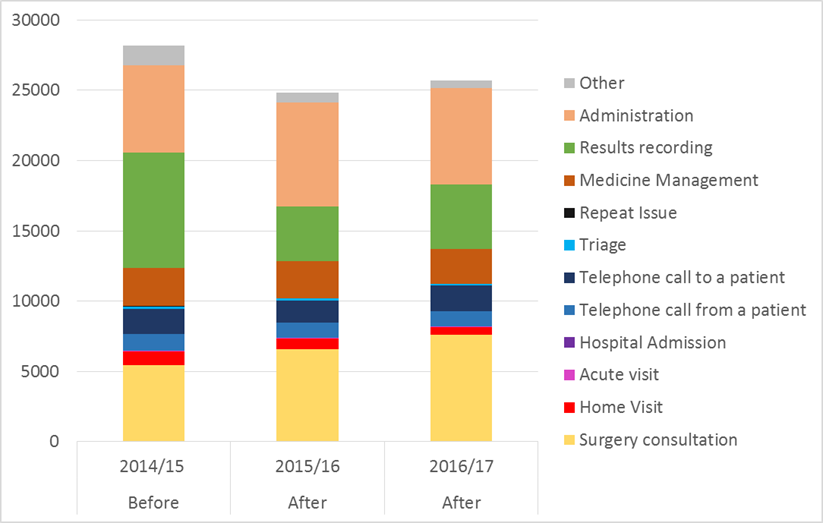 30000
25000
20000
15000
10000
5000
0
2014/15
2015/16
2016/17
Before
After
After
Other
Administration
Results recording
Medicine Management
Repeat Issue
Triage
Telephone call to a patient
Telephone call from a patient
Hospital Admission
Acute visit
Home Visit
Surgery consultation